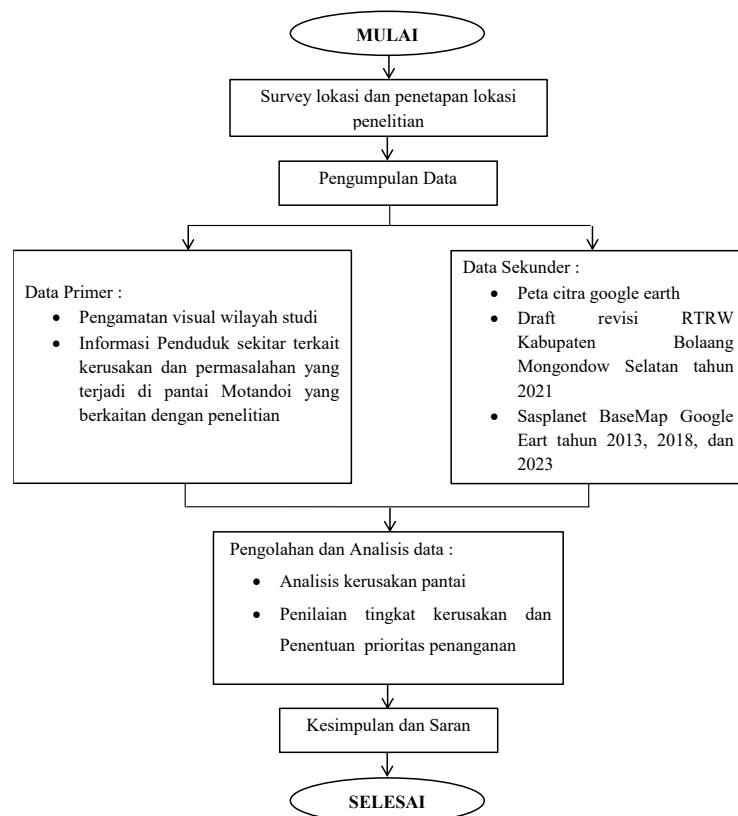 MULAI
Survey lokasi dan penetapan lokasi
penelitian
Pengumpulan Data
Data Primer :
• Pengamatan visual wilayah studi
• Informasi Penduduk sekitar terkait
kerusakan dan permasalahan yang
terjadi di pantai Motandoi yang
berkaitan dengan penelitian
Data Sekunder :
• Peta citra google earth
• Draft revisi RTRW
Kabupaten Bolaang
Mongondow Selatan tahun
2021
• Sasplanet BaseMap Google
Eart tahun 2013, 2018, dan
2023
Pengolahan dan Analisis data :
• Analisis kerusakan pantai
• Penilaian tingkat kerusakan dan
Penentuan prioritas penanganan
Kesimpulan dan Saran
SELESAI